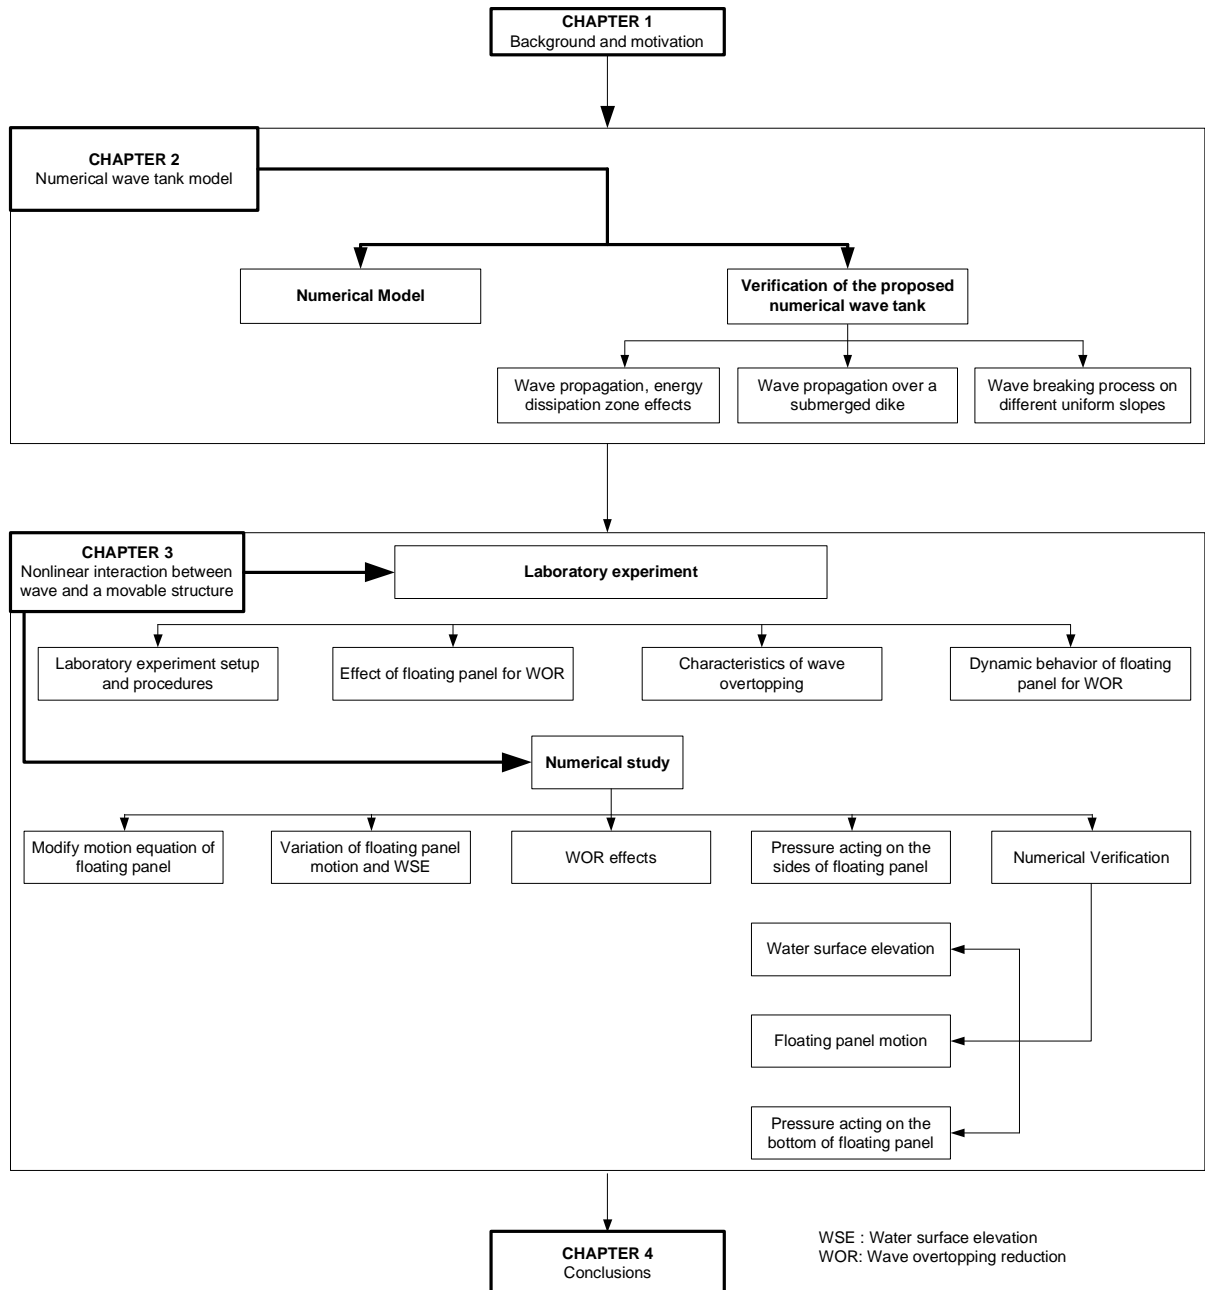 CHAPTER 1
Background and motivation
CHAPTER 2
Numerical wave tank model
Numerical Model
Verification of the proposed
numerical wave tank
Wave propagation, energy
dissipation zone effects
Wave propagation over a
submerged dike
Wave breaking process on
different uniform slopes
CHAPTER 3
Nonlinear interaction between
wave and a movable structure
Laboratory experiment
Laboratory experiment setup
and procedures
Effect of floating panel for WOR
Characteristics of wave
overtopping
Dynamic behavior of floating
panel for WOR
Numerical study
Modify motion equation of
floating panel
Variation of floating panel
motion and WSE
WOR effects
Pressure acting on the
sides of floating panel
Numerical Verification
Water surface elevation
Floating panel motion
Pressure acting on the
bottom of floating panel
CHAPTER 4
Conclusions
WSE : Water surface elevation
WOR: Wave overtopping reduction